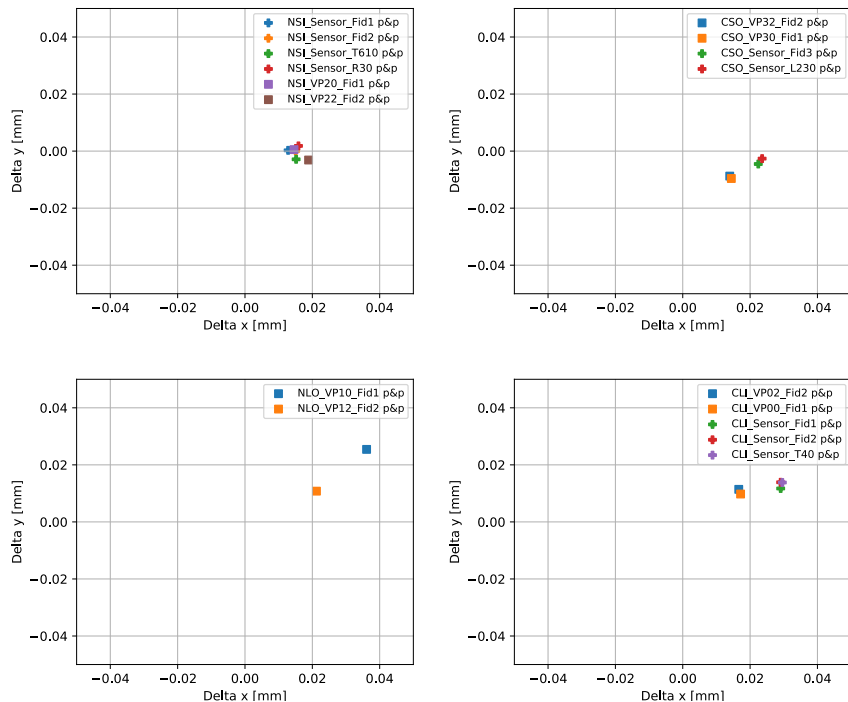 0.04
0.02
0.00
−0.02
−0.04
Delta y [mm]
NSI_Sensor_Fid1 p&p
NSI_Sensor_Fid2 p&p
NSI_Sensor_T610 p&p
NSI_Sensor_R30 p&p
NSI_VP20_Fid1 p&p
NSI_VP22_Fid2 p&p
−0.04 −0.02 0.00 0.02 0.04
Delta x [mm]
0.04
0.02
0.00
−0.02
−0.04
Delta y [mm]
CSO_VP32_Fid2 p&p
CSO_VP30_Fid1 p&p
CSO_Sensor_Fid3 p&p
CSO_Sensor_L230 p&p
−0.04 −0.02 0.00 0.02 0.04
Delta x [mm]
0.04
0.02
0.00
−0.02
−0.04
Delta y [mm]
NLO_VP10_Fid1 p&p
NLO_VP12_Fid2 p&p
−0.04 −0.02 0.00 0.02 0.04
Delta x [mm]
0.04
0.02
0.00
−0.02
−0.04
Delta y [mm]
CLI_VP02_Fid2 p&p
CLI_VP00_Fid1 p&p
CLI_Sensor_Fid1 p&p
CLI_Sensor_Fid2 p&p
CLI_Sensor_T40 p&p
−0.04 −0.02 0.00 0.02 0.04
Delta x [mm]